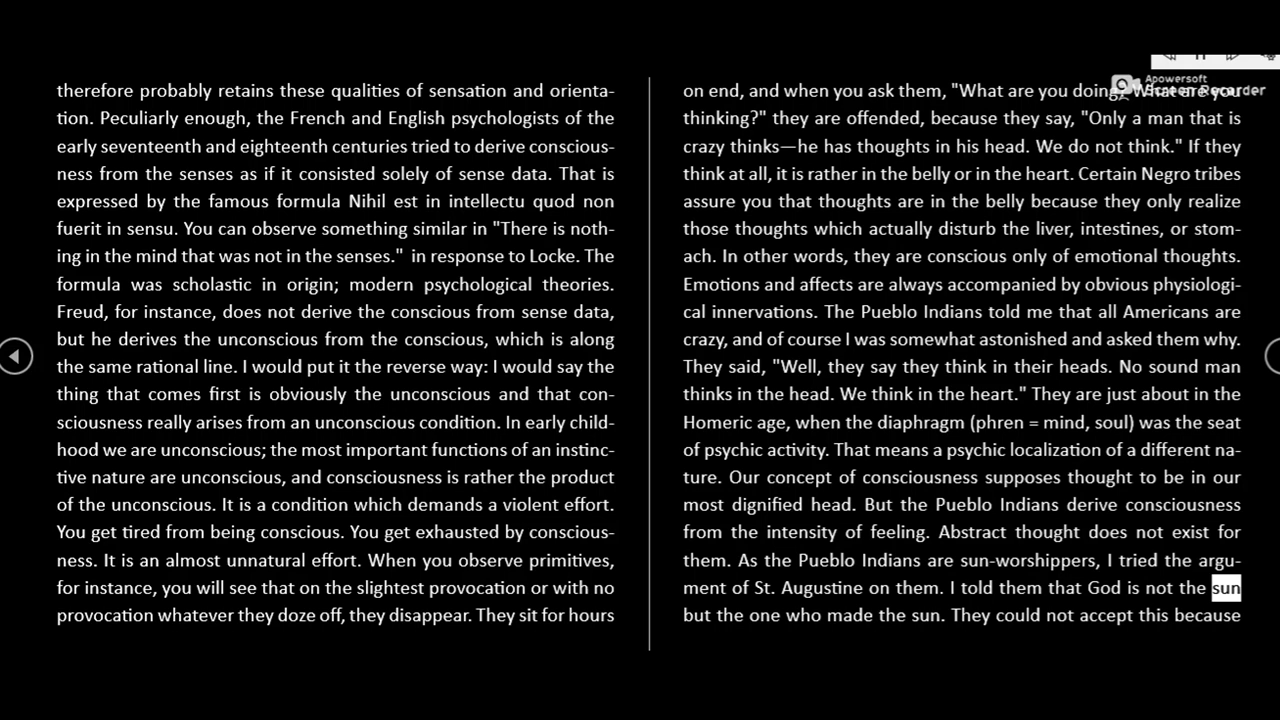 therefore probably retains these qualities of sensation and orienta-
tion. Peculiarly enough, the French and English psychologists of the
early seventeenth and eighteenth centuries tried to derive conscious-
ness from the senses as if it consisted solely of sense data. That is
expressed by the famous formula Nihil est in intellectu quod non
fuerit in sensu. You can observe something similar in "There is noth-
ing in the mind that was not in the senses."  in response to Locke. The
formula was scholastic in origin; modern psychological theories.
Freud, for instance, does not derive the conscious from sense data,
but he derives the unconscious from the conscious, which is along
the same rational line. I would put it the reverse way: I would say the
thing that comes first is obviously the unconscious and that con-
sciousness really arises from an unconscious condition. In early child-
hood we are unconscious; the most important functions of an instinc-
tive nature are unconscious, and consciousness is rather the product
of the unconscious. It is a condition which demands a violent effort.
You get tired from being conscious. You get exhausted by conscious-
ness. It is an almost unnatural effort. When you observe primitives,
for instance, you will see that on the slightest provocation or with no
provocation whatever they doze off, they disappear. They sit for hours
on end, and when you ask them, "What are you doing? What are you
thinking?" they are offended, because they say, "Only a man that is
crazy thinks—he has thoughts in his head. We do not think." If they
think at all, it is rather in the belly or in the heart. Certain Negro tribes
assure you that thoughts are in the belly because they only realize
those thoughts which actually disturb the liver, intestines, or stom-
ach. In other words, they are conscious only of emotional thoughts.
Emotions and affects are always accompanied by obvious physiologi-
cal innervations. The Pueblo Indians told me that all Americans are
crazy, and of course I was somewhat astonished and asked them why.
They said, "Well, they say they think in their heads. No sound man
thinks in the head. We think in the heart." They are just about in the
Homeric age, when the diaphragm (phren = mind, soul) was the seat
of psychic activity. That means a psychic localization of a different na-
ture. Our concept of consciousness supposes thought to be in our
most dignified head. But the Pueblo Indians derive consciousness
from the intensity of feeling. Abstract thought does not exist for
them. As the Pueblo Indians are sun-worshippers, I tried the argu-
ment of St. Augustine on them. I told them that God is not the sun
but the one who made the sun. They could not accept this because
Apowersoft
Screen Recorder